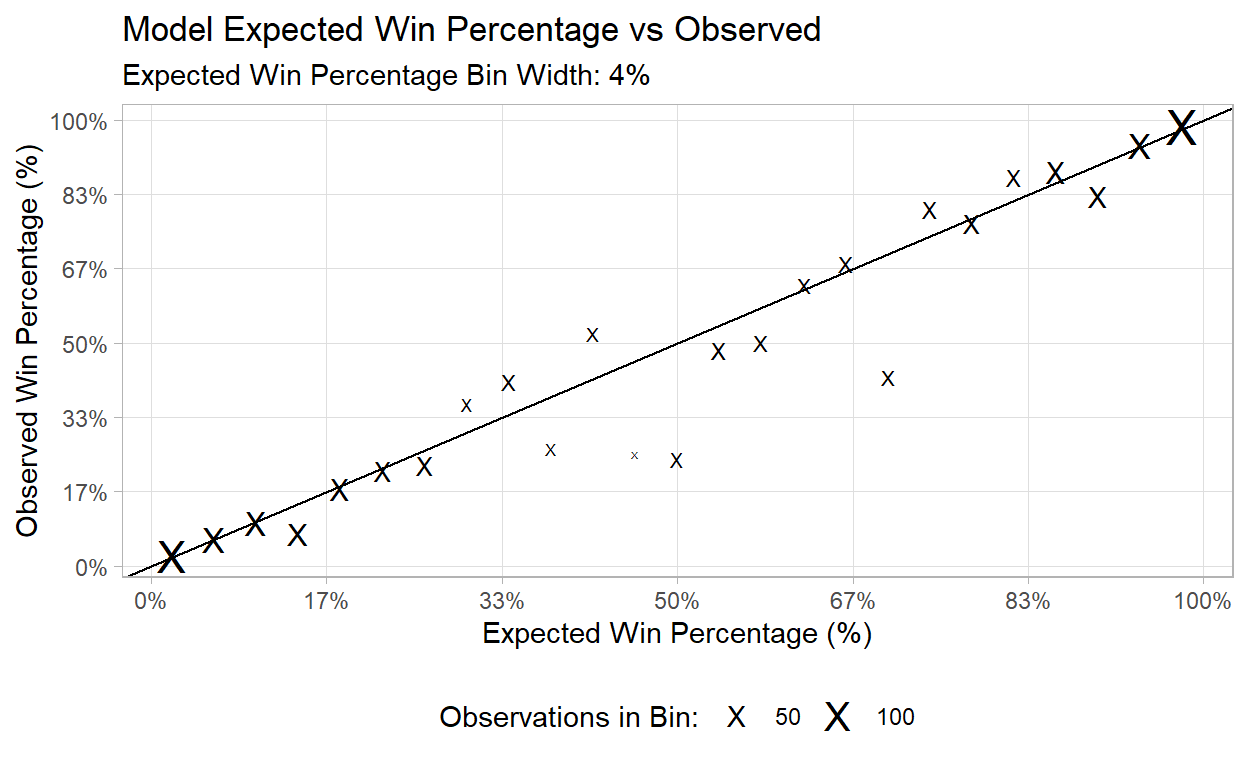 Model Expected Win Percentage vs Observed
Expected Win Percentage Bin Width: 4%
Observed Win Percentage (%)
100%
83%
67%
50%
33%
17%
0%
0% 17% 33% 50% 67% 83% 100%
Expected Win Percentage (%)
Observations in Bin: X 50 X 100